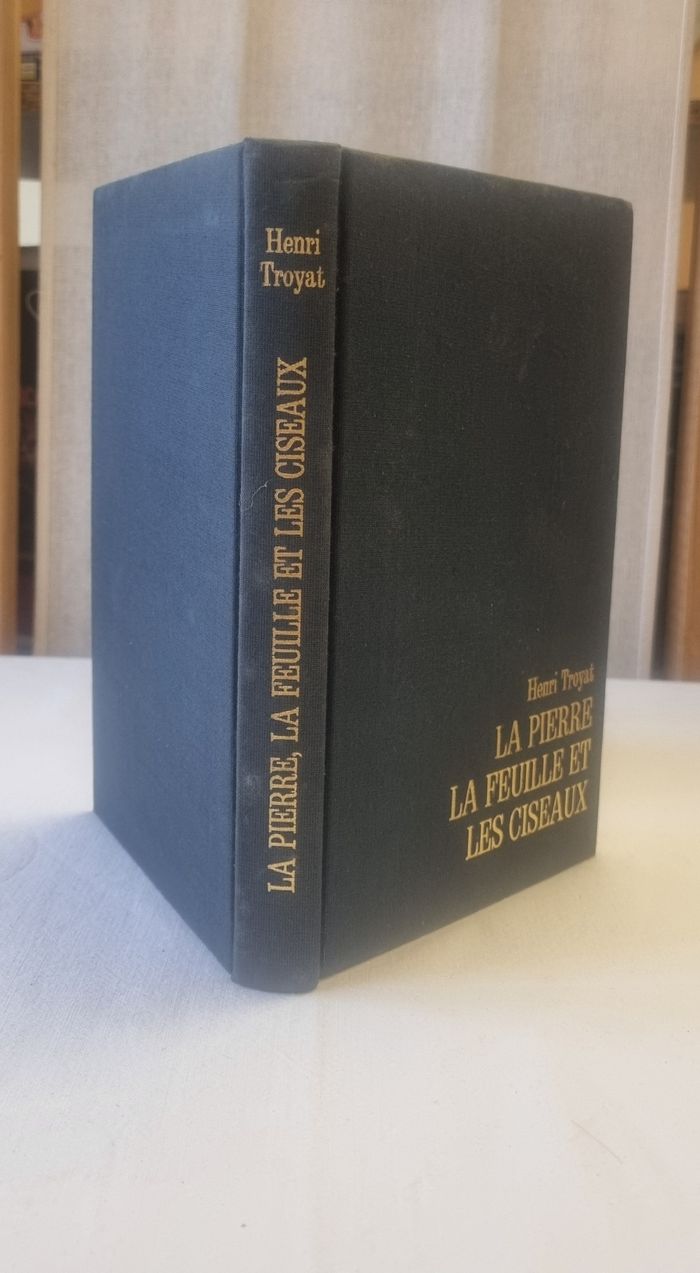 Henri
Troyat
LA PIERRE, LA FEUILLE ET LES CISEAUX
Henri Troyat
LA PIERRE
LA FEUILLE ET
LES CISEAUX